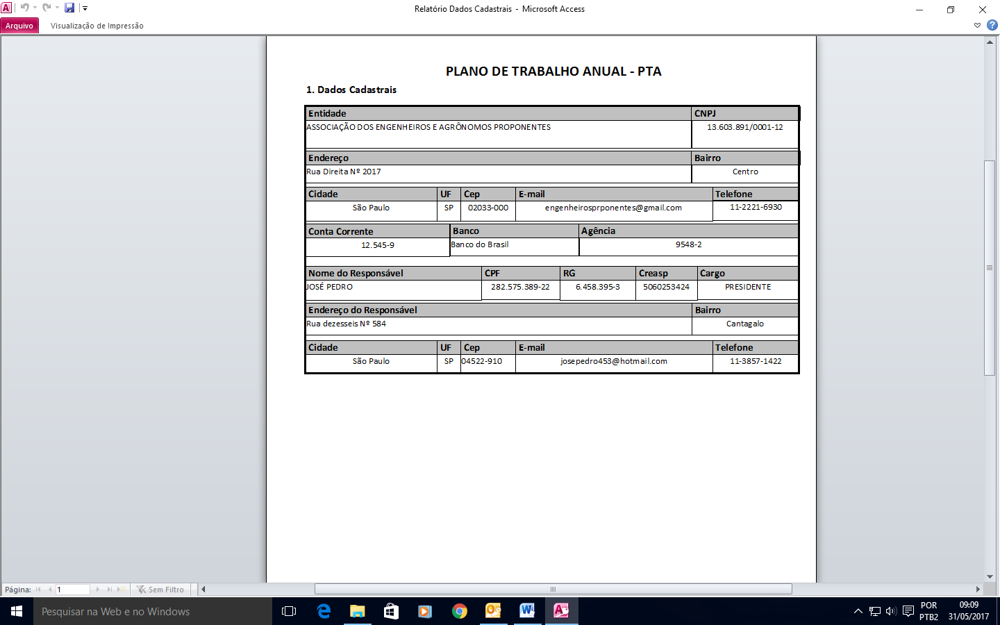 Relatório Dados Cadastrais - Microsoft Access
Arquivo Visualização de Impressão
PLANO DE TRABALHO ANUAL - PTA
1. Dados Cadastrais
Entidade CNPJ
ASSOCIAÇÃO DOS ENGENHEIROS E AGRÔNOMOS PROPONENTES 13.603.891/0001-12
Endereço Bairro
Rua Direita Nº 2017 Centro
Cidade UF Cep E-mail Telefone
São Paulo SP 02033-000 engenheirosprponentes@gmail.com 11-2221-6930
Conta Corrente Banco Agência
12.545-9 Banco do Brasil 9548-2
Nome do Responsável CPF RG Creasp Cargo
JOSÉ PEDRO 282.575.389-22 6.458.395-3 5060253424 PRESIDENTE
Endereço do Responsável Bairro
Rua dezesseis Nº 584 Cantagalo
Cidade UF Cep E-mail Telefone
São Paulo SP 04522-910 josepedro453@hotmail.com 11-3857-1422
Página: 1 Sem Filtro
Pesquisar na Web e no Windows
POR 09:09
PTB2 31/05/2017